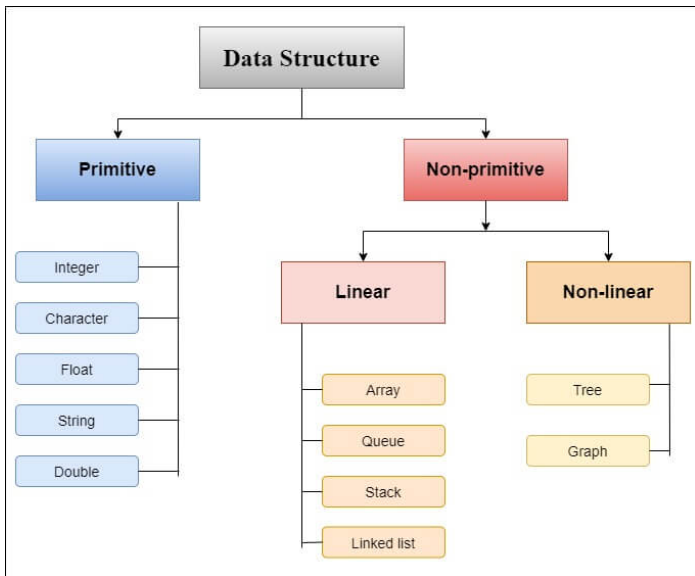 Data Structure
Primitive
Non-primitive
Integer
Character
Float
String
Double
Linear
Non-linear
Array
Queue
Stack
Linked list
Tree
Graph